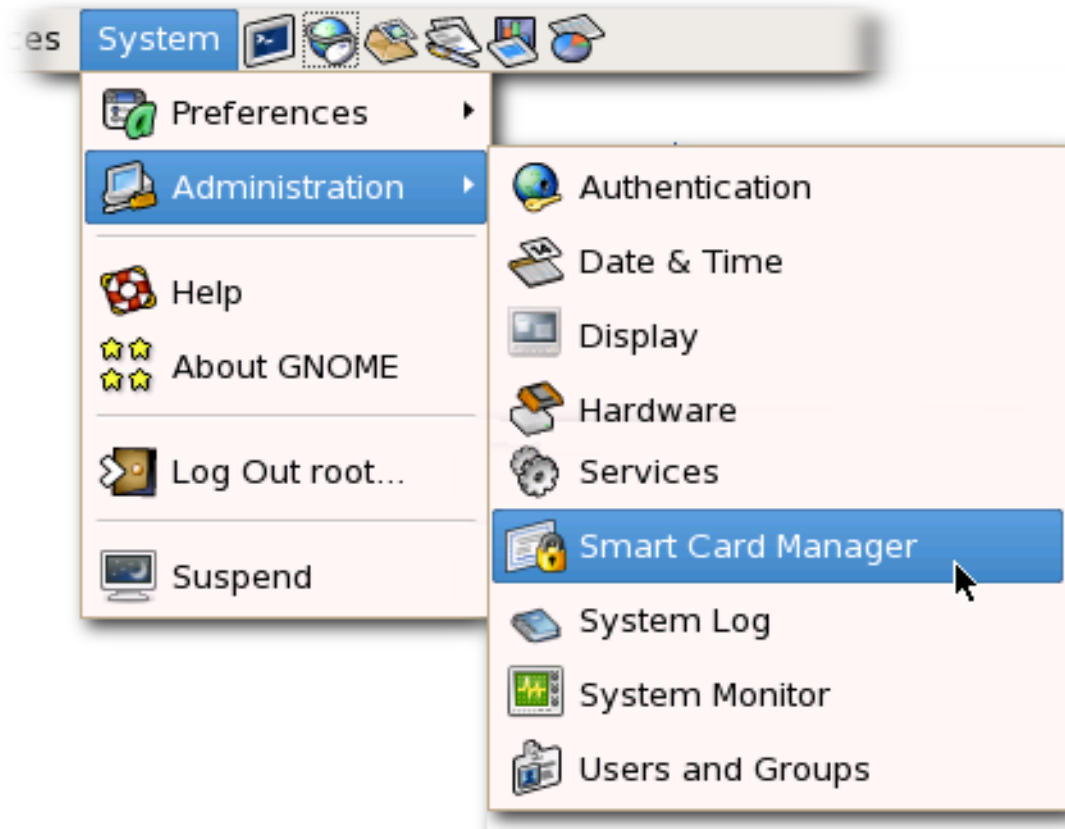 es System
Preferences
Administration
Help
About GNOME
Log Out root...
Suspend
Authentication
Date & Time
Display
Hardware
Services
Smart Card Manager
System Log
System Monitor
Users and Groups